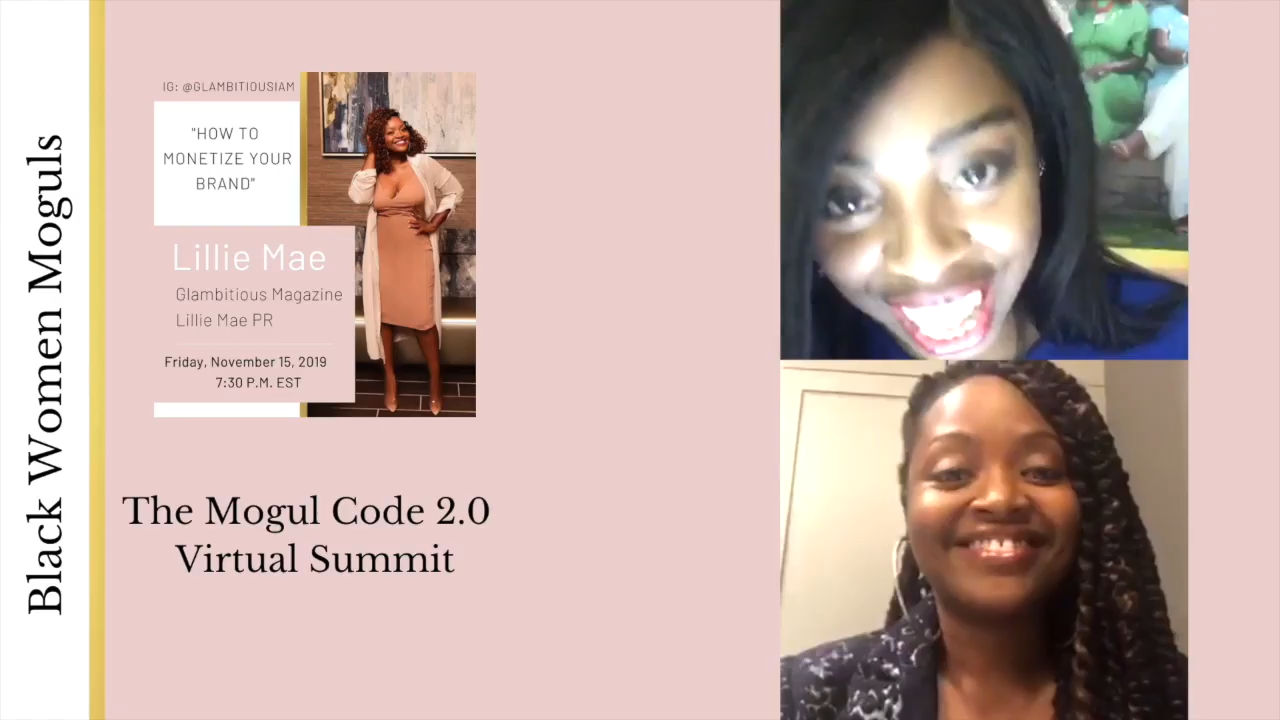 Black Women Moguls
IG: @GLAMBITIOUSIAM
"HOW TO
MONETIZE YOUR
BRAND"
Lillie Mae
Glambitious Magazine
Lillie Mae PR
Friday, November 15, 2019
7:30 P.M. EST
The Mogul Code 2.0
Virtual Summit